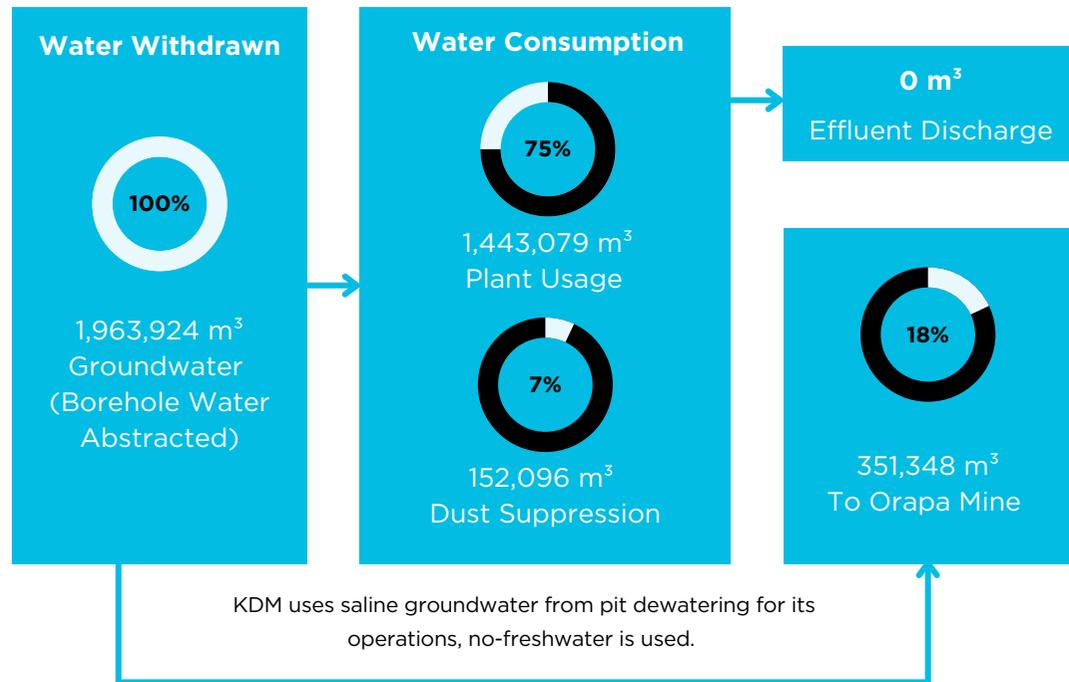 Water Withdrawn
100%
1,963,924 m³
Groundwater
(Borehole Water
Abstracted)
Water Consumption
75%
1,443,079 m³
Plant Usage
7%
152,096 m³
Dust Suppression
0 m³
Effluent Discharge
18%
351,348 m³
To Orapa Mine
KDM uses saline groundwater from pit dewatering for its
operations, no-freshwater is used.